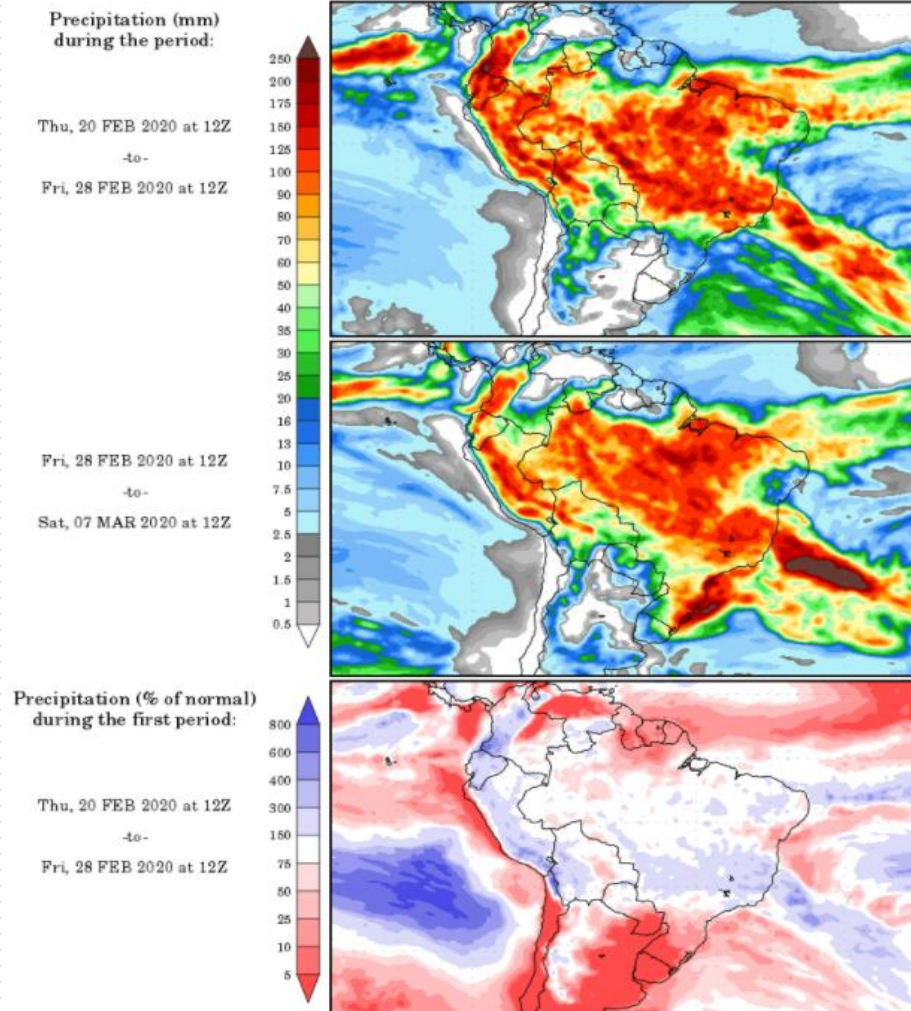 Precipitation (mm)
during the period:
Thu, 20 FEB 2020 at 12Z
-to-
Fri, 28 FEB 2020 at 12Z
Fri, 28 FEB 2020 at 12Z
-to-
Sat, 07 MAR 2020 at 12Z
250
200
175
150
125
100
90
80
70
60
50
40
35
30
25
20
16
13
10
7.5
5
2.5
2
1.5
1
0.5
Precipitation (% of normal)
during the first period:
Thu, 20 FEB 2020 at 12Z
-to-
Fri, 28 FEB 2020 at 12Z
800
600
400
300
150
75
50
25
10
5